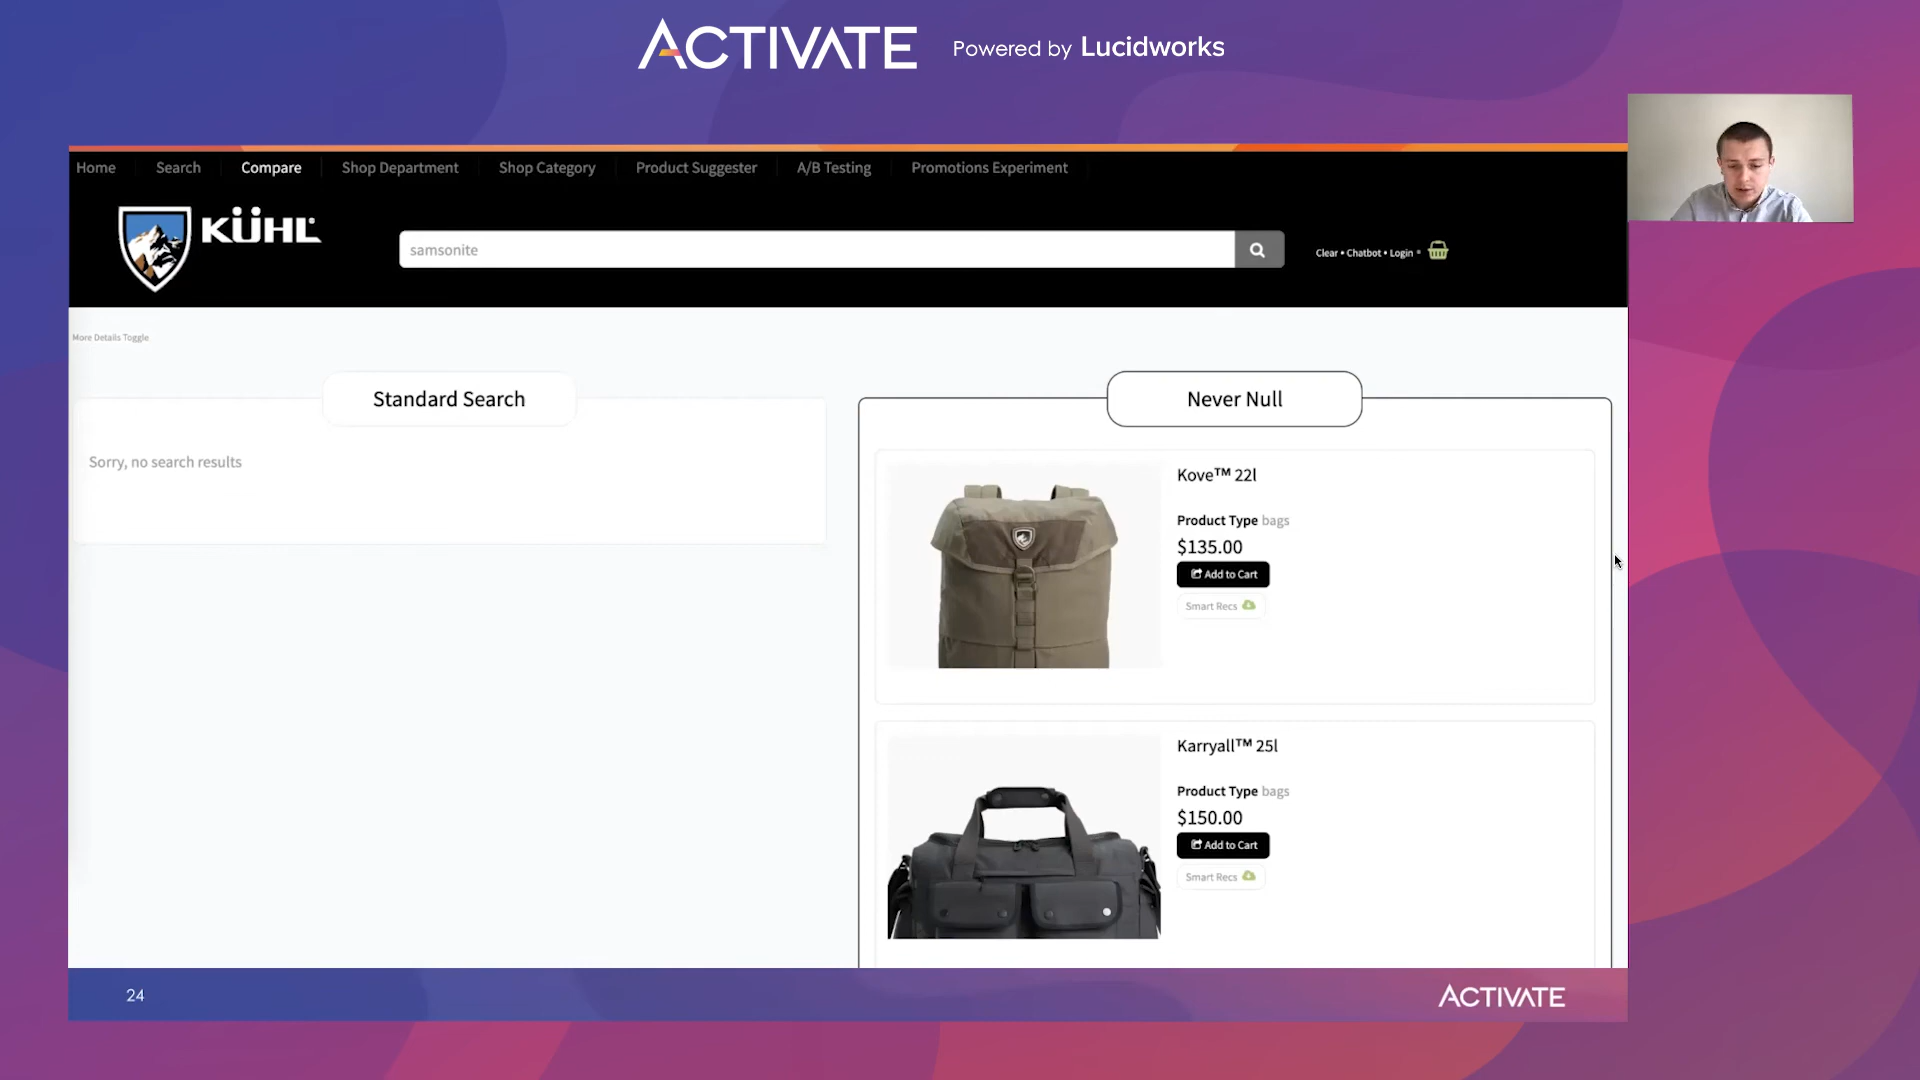 ACTIVATE Powered by Lucidworks
Home Search Compare Shop Department Shop Category Product Suggester A/B Testing Promotions Experiment
KÜHL
samsonite
Clear • Chatbot • Login •
More Details Toggle
Standard Search
Sorry, no search results
Never Null
Kove™ 22l
Product Type bags
$135.00
Add to Cart
Smart Recs
Karryall™ 25l
Product Type bags
$150.00
Add to Cart
Smart Recs
24
ACTIVATE